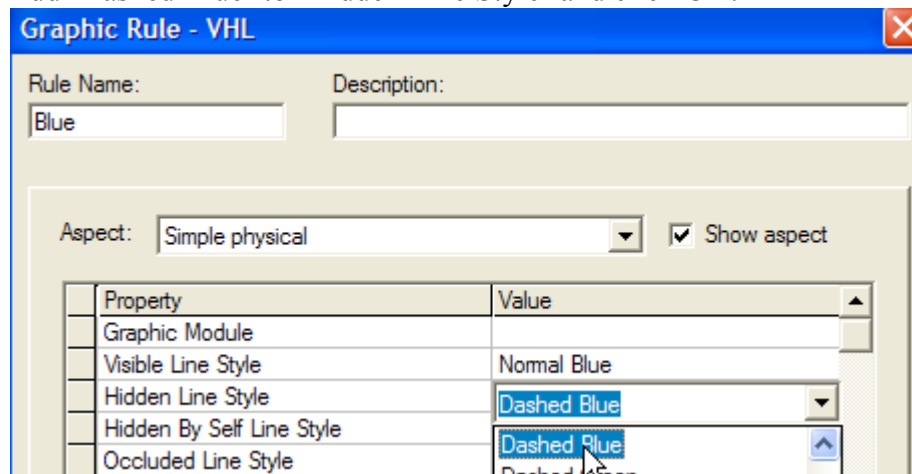 Graphic Rule - VHL
Rule Name:
Description:
Blue
Aspect:
Simple physical
Show aspect
Property
Value
Graphic Module
Visible Line Style
Normal Blue
Hidden Line Style
Dashed Blue
Hidden By Self Line Style
Dashed Blue
Occluded Line Style
Dashed